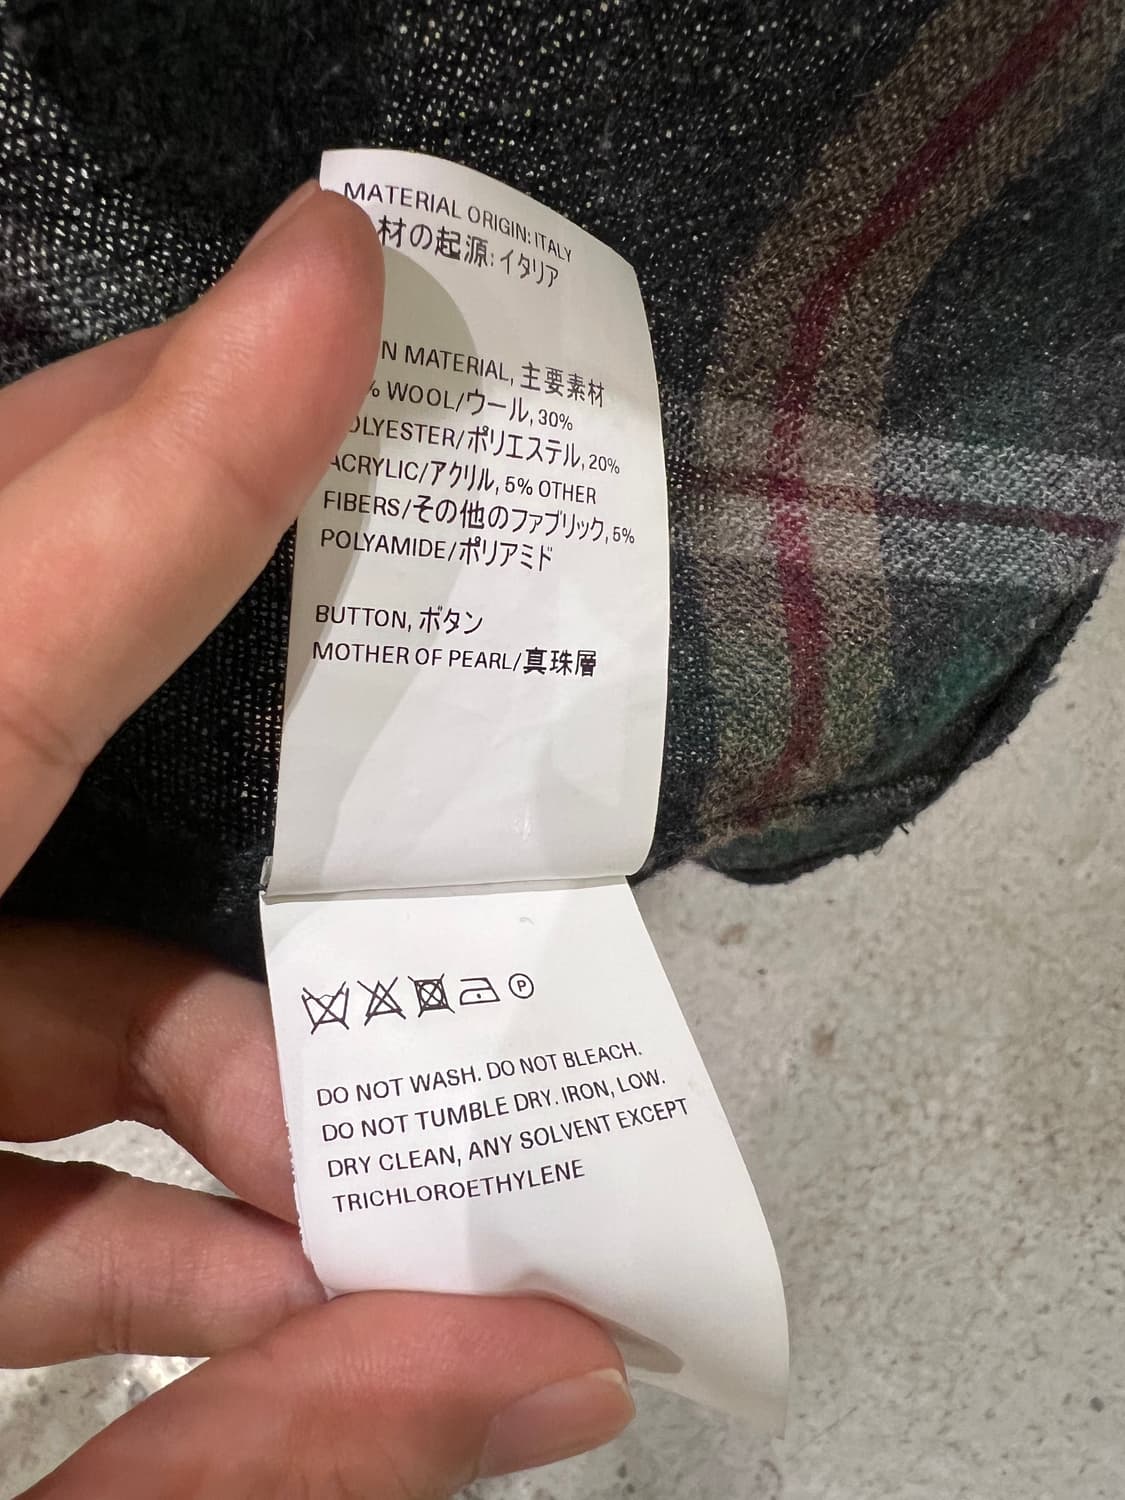 MATERIAL ORIGIN: ITALY
材の起源: イタリア
MATERIAL, 主要素材
% WOOL/ウール, 30%
POLYESTER/ポリエステル, 20%
ACRYLIC/アクリル, 5% OTHER
FIBERS/その他のファブリック, 5%
POLYAMIDE/ポリアミド
BUTTON, ボタン
MOTHER OF PEARL/真珠層
P
DO NOT WASH. DO NOT BLEACH.
DO NOT TUMBLE DRY. IRON, LOW.
DRY CLEAN, ANY SOLVENT EXCEPT
TRICHLOROETHYLENE